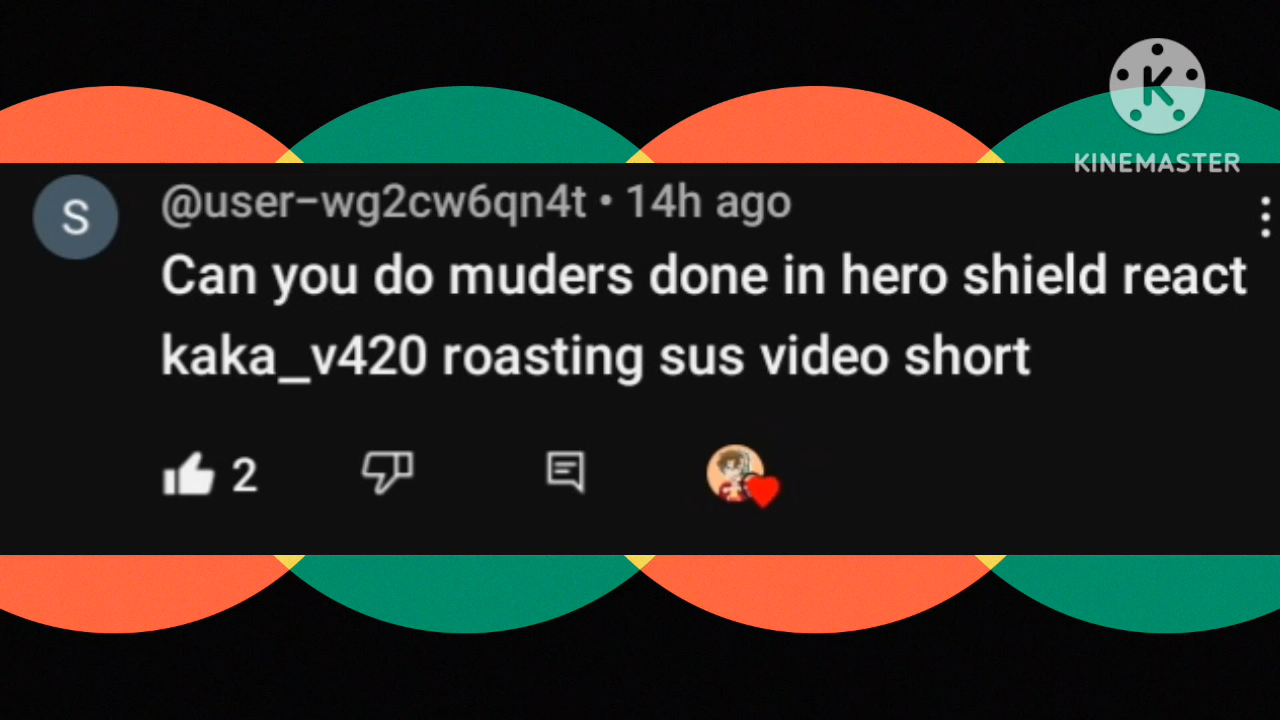 K
KINEMASTER
S
@user-wg2cw6qn4t • 14h ago
Can you do muders done in hero shield react
kaka_v420 roasting sus video short
2